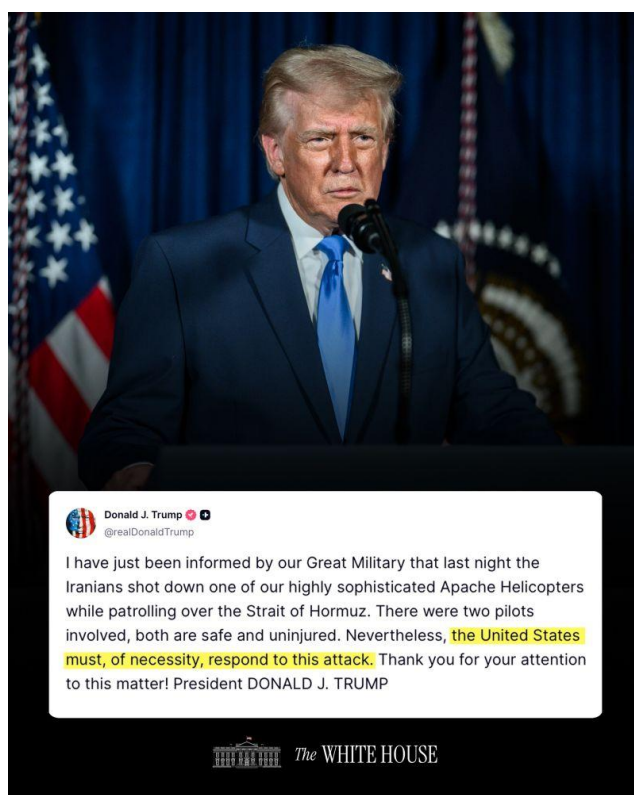 Donald J. Trump
@realDonaldTrump
I have just been informed by our Great Military that last night the
Iranians shot down one of our highly sophisticated Apache Helicopters
while patrolling over the Strait of Hormuz. There were two pilots
involved, both are safe and uninjured. Nevertheless, the United States
must, of necessity, respond to this attack. Thank you for your attention
to this matter! President DONALD J. TRUMP
The WHITE HOUSE